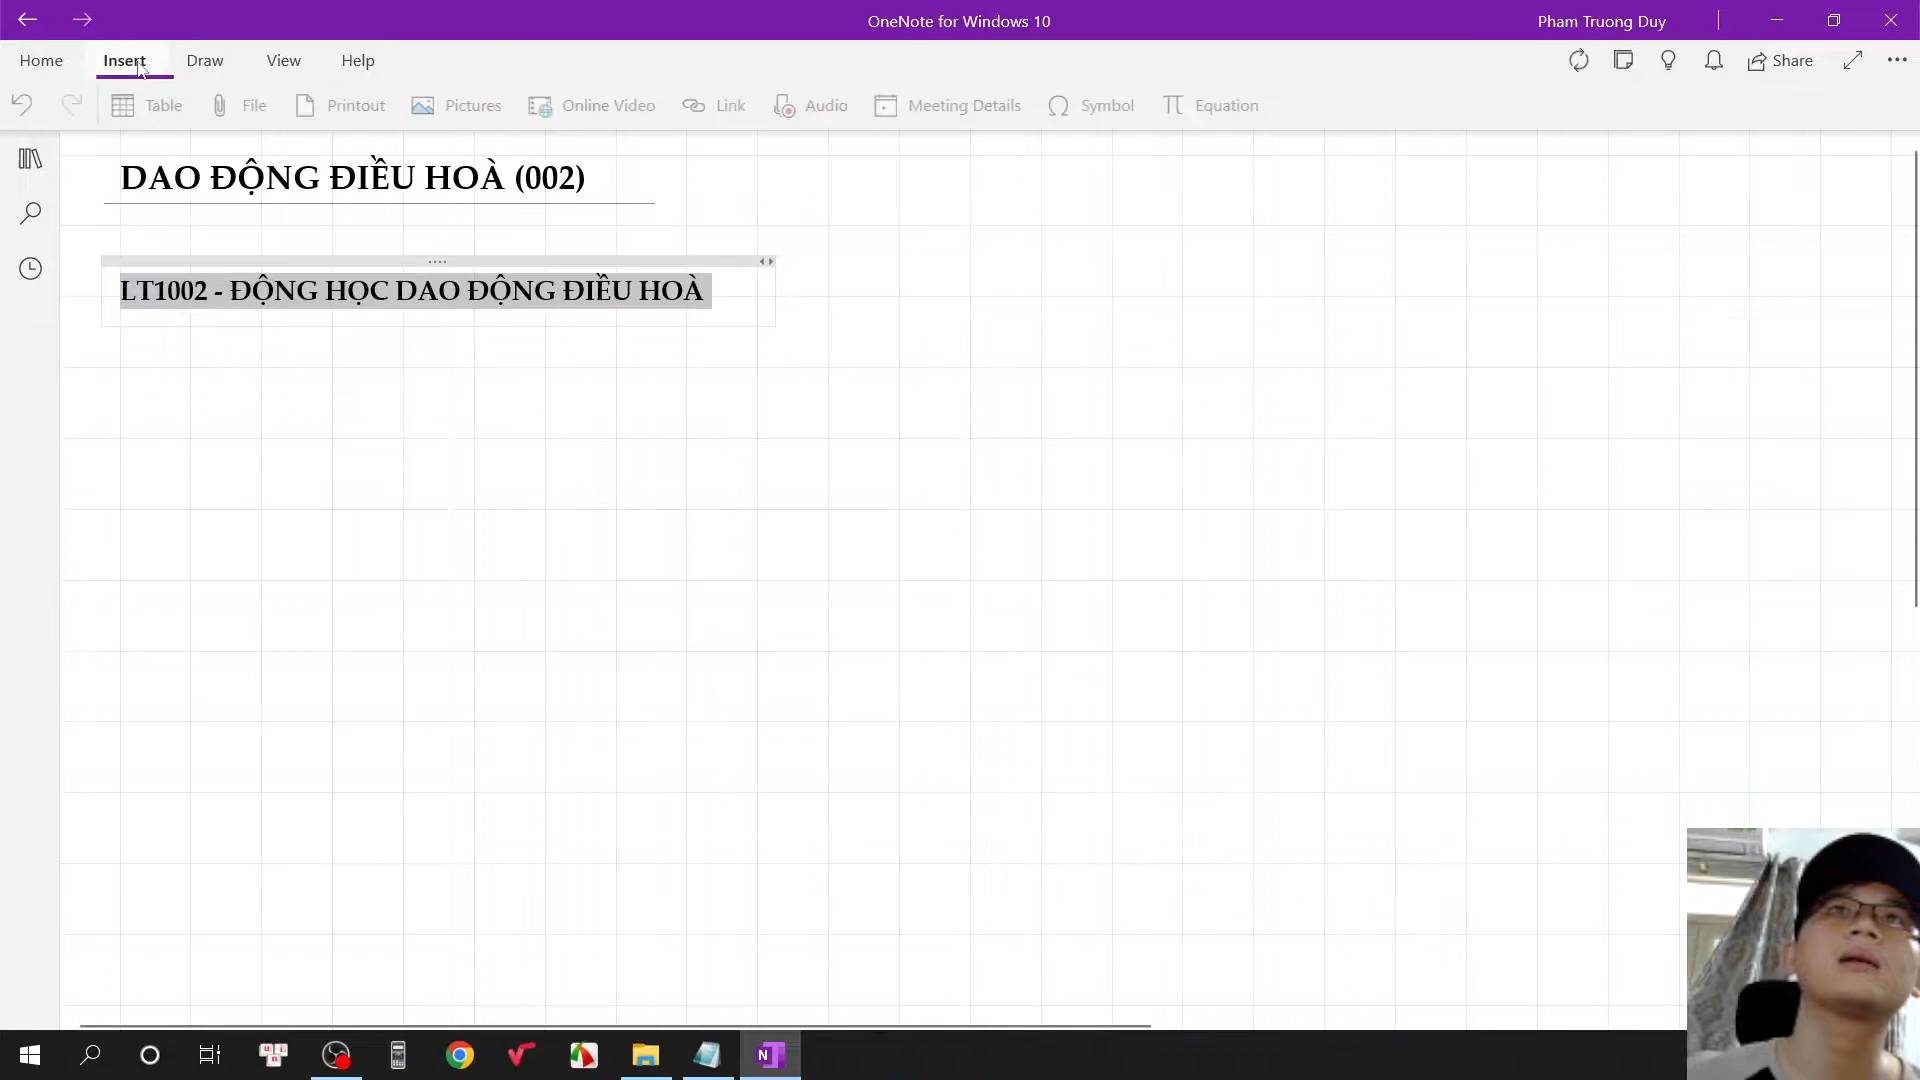 OneNote for Windows 10
Pham Truong Duy
Home
Insert
Draw
View
Help
Share
Table
File
Printout
Pictures
Online Video
Link
Audio
Meeting Details
Symbol
Equation
DAO ĐỘNG ĐIỀU HOÀ (002)
LT1002 - ĐỘNG HỌC DAO ĐỘNG ĐIỀU HOÀ